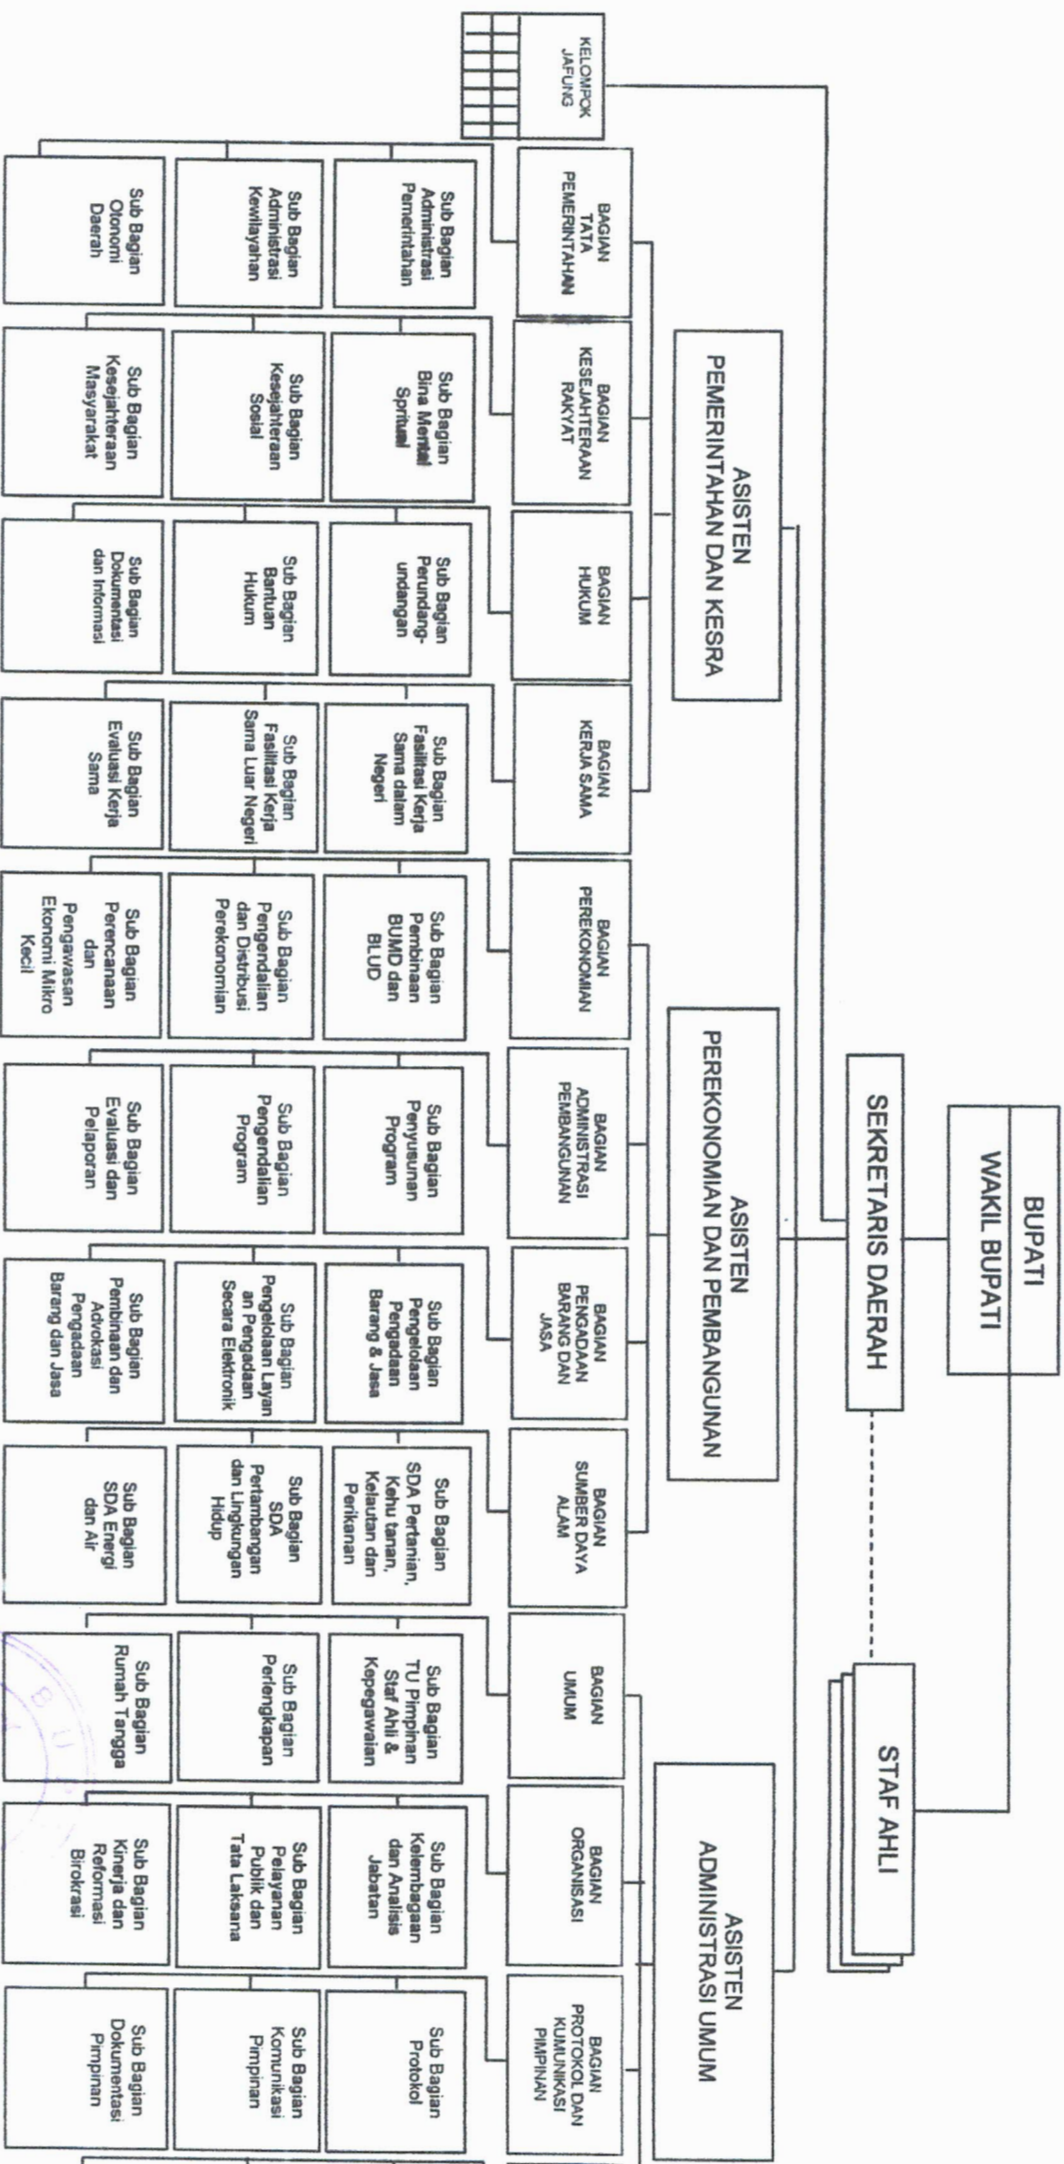 BUPATI
WAKIL BUPATI
SEKRETARIS DAERAH
STAF AHLI
KELOMPOK
JAFUNG
ASISTEN
PEMERINTAHAN DAN KESRA
ASISTEN
PEREKONOMIAN DAN PEMBANGUNAN
ASISTEN
ADMINISTRASI UMUM
BAGIAN
TATA
PEMERINTAHAN
BAGIAN
KESEJAHTERAAN
RAKYAT
BAGIAN
HUKUM
BAGIAN
KERJA SAMA
BAGIAN
PEREKONOMIAN
BAGIAN
ADMINISTRASI
PEMBANGUNAN
BAGIAN
PENGADAAN
BARANG DAN
JASA
BAGIAN
SUMBER DAYA
ALAM
BAGIAN
UMUM
BAGIAN
ORGANISASI
BAGIAN
PROTOKOL DAN
KUMUNIKASI
PIMPINAN
Sub Bagian
Administrasi
Pemerintahan
Sub Bagian
Bina Mental
Spritual
Sub Bagian
Perundang-
undangan
Sub Bagian
Fasilitasi Kerja
Sama dalam
Negeri
Sub Bagian
Pembinaan
BUMD dan
BLUD
Sub Bagian
Penyusunan
Program
Sub Bagian
Pengelolaan
Pengadaan
Barang & Jasa
Sub Bagian
SDA Pertanian,
Kehu tanan,
Kelautan dan
Perikanan
Sub Bagian
TU Pimpinan
Staf Ahli &
Kepegawaian
Sub Bagian
Kelembagaan
dan Analisis
Jabatan
Sub Bagian
Protokol
Sub Bagian
Administrasi
Kewilayahan
Sub Bagian
Kesejahteraan
Sosial
Sub Bagian
Bantuan
Hukum
Sub Bagian
Fasilitasi Kerja
Sama Luar Negeri
Sub Bagian
Pengendalian
dan Distribusi
Perekonomian
Sub Bagian
Pengendalian
Program
Sub Bagian
Pengelolaan Layan
an Pengadaan
Secara Elektronik
Sub Bagian
SDA
Pertambangan
dan Lingkungan
Hidup
Sub Bagian
Perlengkapan
Sub Bagian
Pelayanan
Publik dan
Tata Laksana
Sub Bagian
Komunikasi
Pimpinan
Sub Bagian
Otonomi
Daerah
Sub Bagian
Kesejahteraan
Masyarakat
Sub Bagian
Dokumentasi
dan Informasi
Sub Bagian
Evaluasi Kerja
Sama
Sub Bagian
Perencanaan
dan
Pengawasan
Ekonomi Mikro
Kecil
Sub Bagian
Evaluasi dan
Pelaporan
Sub Bagian
Pembinaan dan
Advokasi
Pengadaan
Barang dan Jasa
Sub Bagian
SDA Energi
dan Air
Sub Bagian
Rumah Tangga
Sub Bagian
Kinerja dan
Reformasi
Birokrasi
Sub Bagian
Dokumentasi
Pimpinan